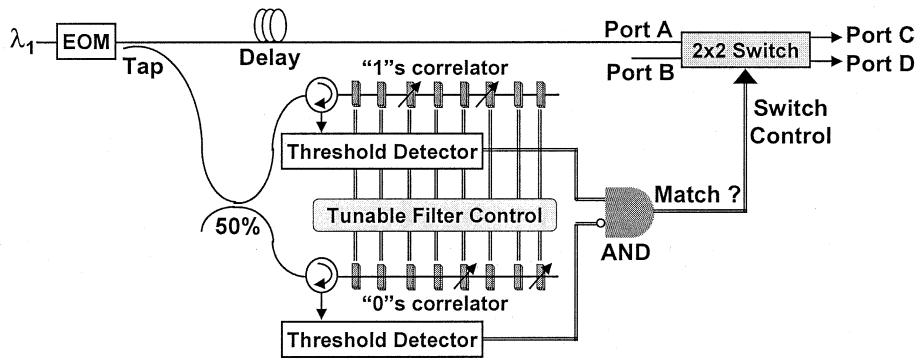 λ1
EOM
Tap
Delay
Port A
Port B
2x2 Switch
Port C
Port D
Switch
Control
"1"s correlator
Threshold Detector
50%
Tunable Filter Control
Match ?
AND
"0"s correlator
Threshold Detector